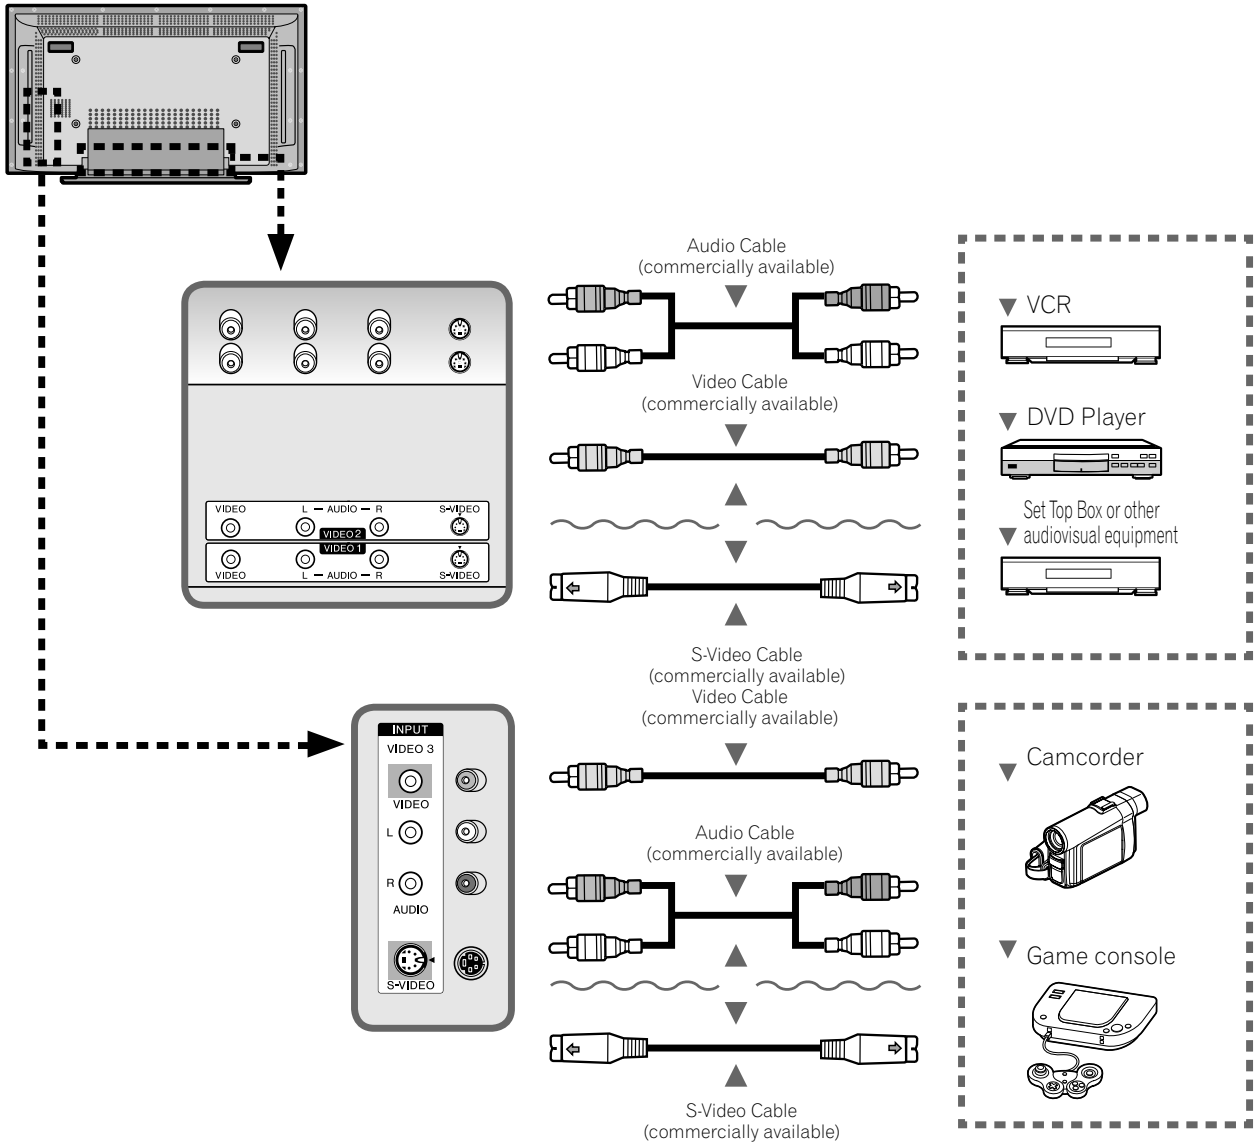 Audio Cable
(commercially available)
VCR
Video Cable
(commercially available)
DVD Player
Set Top Box or other
audiovisual equipment
VIDEO L – AUDIO – R S-VIDEO
VIDEO 2
VIDEO 1
VIDEO L – AUDIO – R S-VIDEO
S-Video Cable
(commercially available)
Video Cable
(commercially available)
INPUT
VIDEO 3
VIDEO
L
R
AUDIO
S-VIDEO
Audio Cable
(commercially available)
Camcorder
Game console
S-Video Cable
(commercially available)